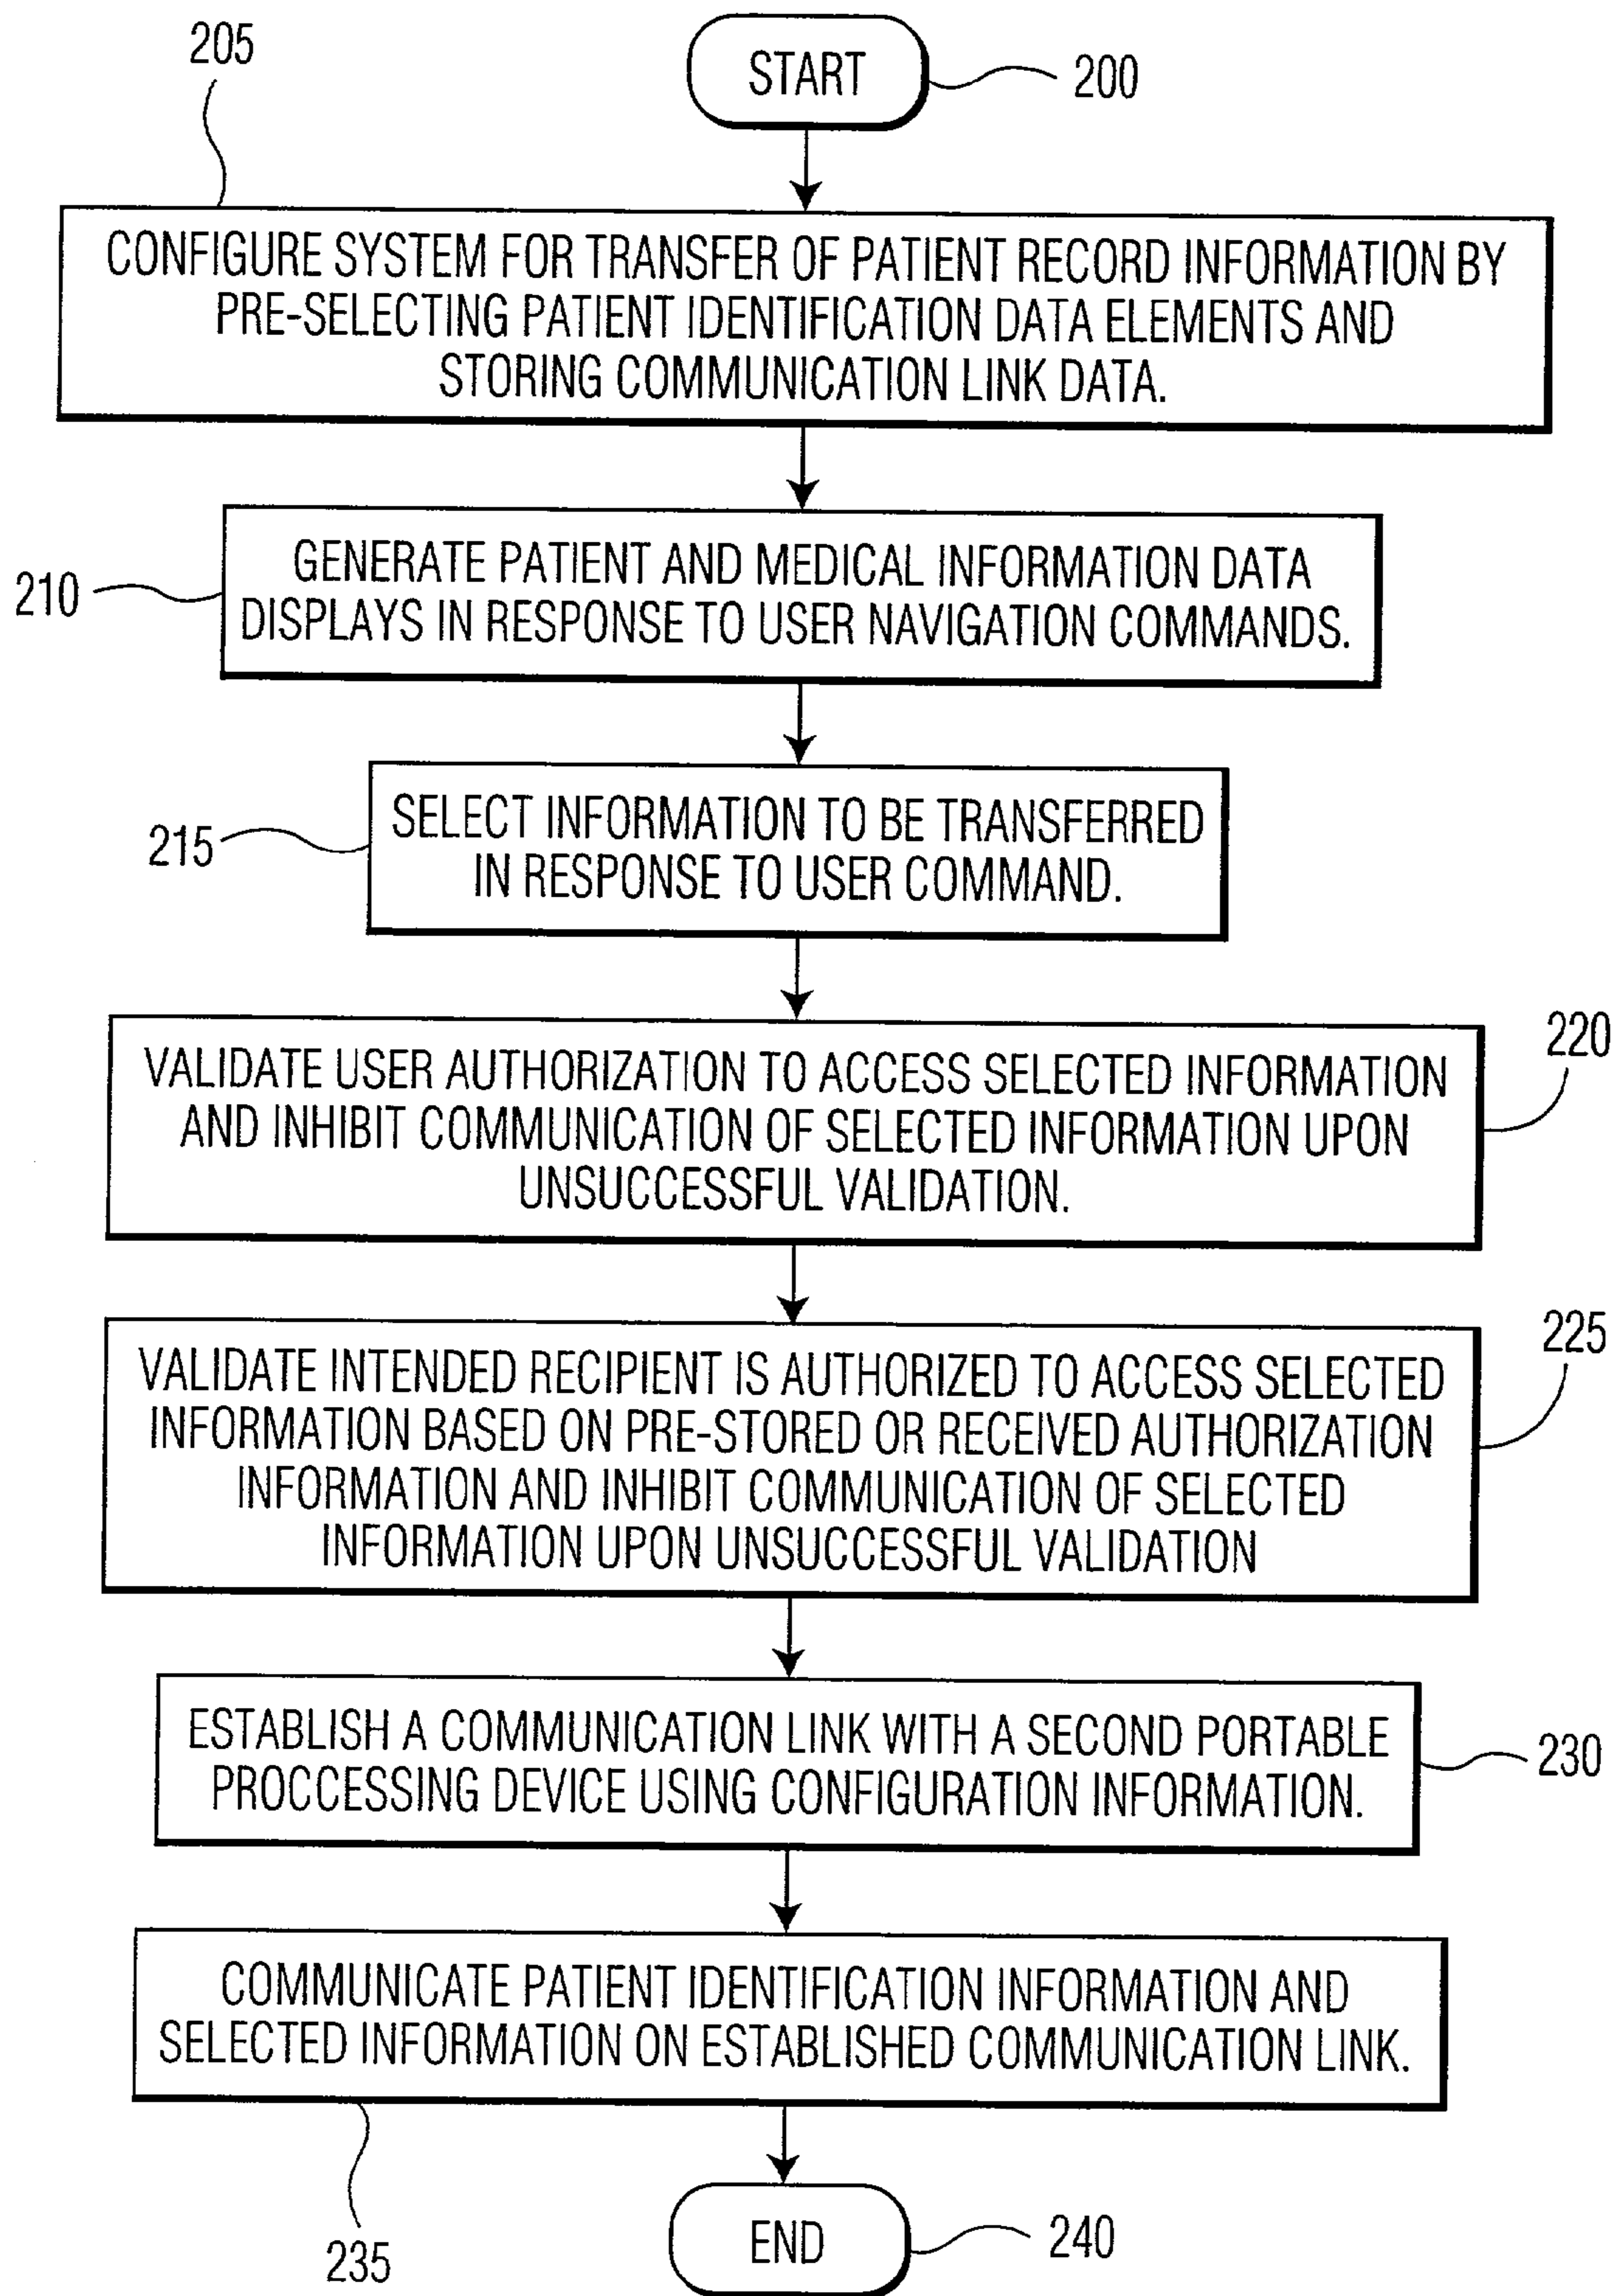 205
START
200
CONFIGURE SYSTEM FOR TRANSFER OF PATIENT RECORD INFORMATION BY
PRE-SELECTING PATIENT IDENTIFICATION DATA ELEMENTS AND
STORING COMMUNICATION LINK DATA.
210
GENERATE PATIENT AND MEDICAL INFORMATION DATA
DISPLAYS IN RESPONSE TO USER NAVIGATION COMMANDS.
215
SELECT INFORMATION TO BE TRANSFERRED
IN RESPONSE TO USER COMMAND.
220
VALIDATE USER AUTHORIZATION TO ACCESS SELECTED INFORMATION
AND INHIBIT COMMUNICATION OF SELECTED INFORMATION UPON
UNSUCCESSFUL VALIDATION.
225
VALIDATE INTENDED RECIPIENT IS AUTHORIZED TO ACCESS SELECTED
INFORMATION BASED ON PRE-STORED OR RECEIVED AUTHORIZATION
INFORMATION AND INHIBIT COMMUNICATION OF SELECTED
INFORMATION UPON UNSUCCESSFUL VALIDATION
ESTABLISH A COMMUNICATION LINK WITH A SECOND PORTABLE
PROCCESSING DEVICE USING CONFIGURATION INFORMATION.
230
COMMUNICATE PATIENT IDENTIFICATION INFORMATION AND
SELECTED INFORMATION ON ESTABLISHED COMMUNICATION LINK.
235
END
240